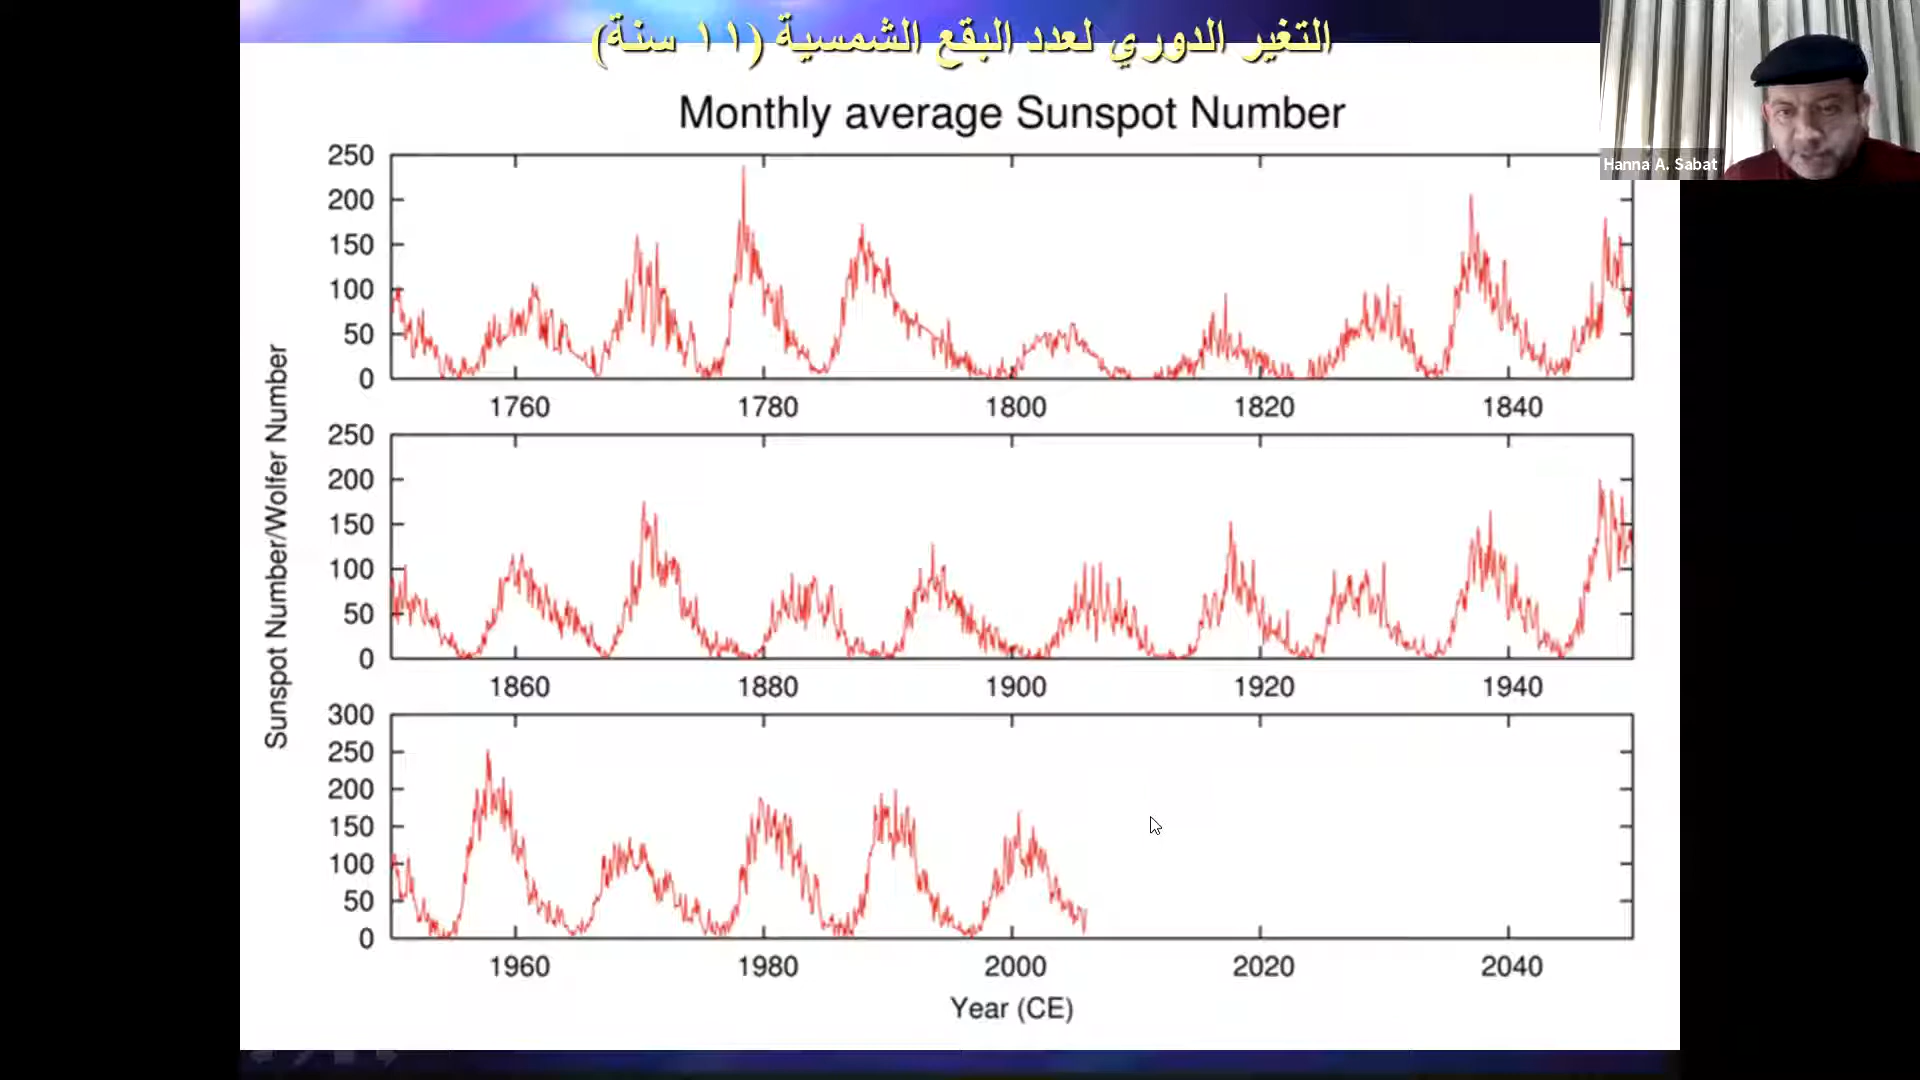 التغير الدوري لعدد البقع الشمسية (١١ سنة)
Hanna A. Sabat
Monthly average Sunspot Number
Sunspot Number/Wolfer Number
250
200
150
100
50
0
1760 1780 1800 1820 1840
250
200
150
100
50
0
1860 1880 1900 1920 1940
300
250
200
150
100
50
0
1960 1980 2000 2020 2040
Year (CE)